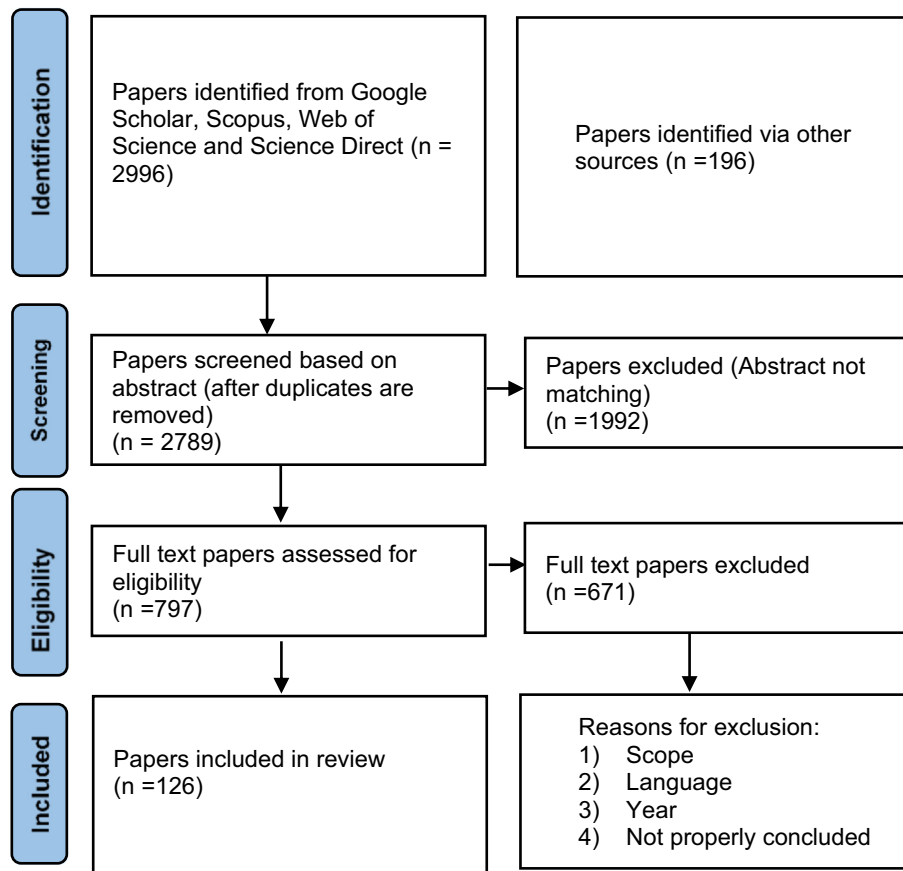 Identification
Papers identified from Google
Scholar, Scopus, Web of
Science and Science Direct (n =
2996)
Papers identified via other
sources (n =196)
Screening
Papers screened based on
abstract (after duplicates are
removed)
(n = 2789)
Papers excluded (Abstract not
matching)
(n =1992)
Eligibility
Full text papers assessed for
eligibility
(n =797)
Full text papers excluded
(n =671)
Included
Papers included in review
(n =126)
Reasons for exclusion:
1) Scope
2) Language
3) Year
4) Not properly concluded